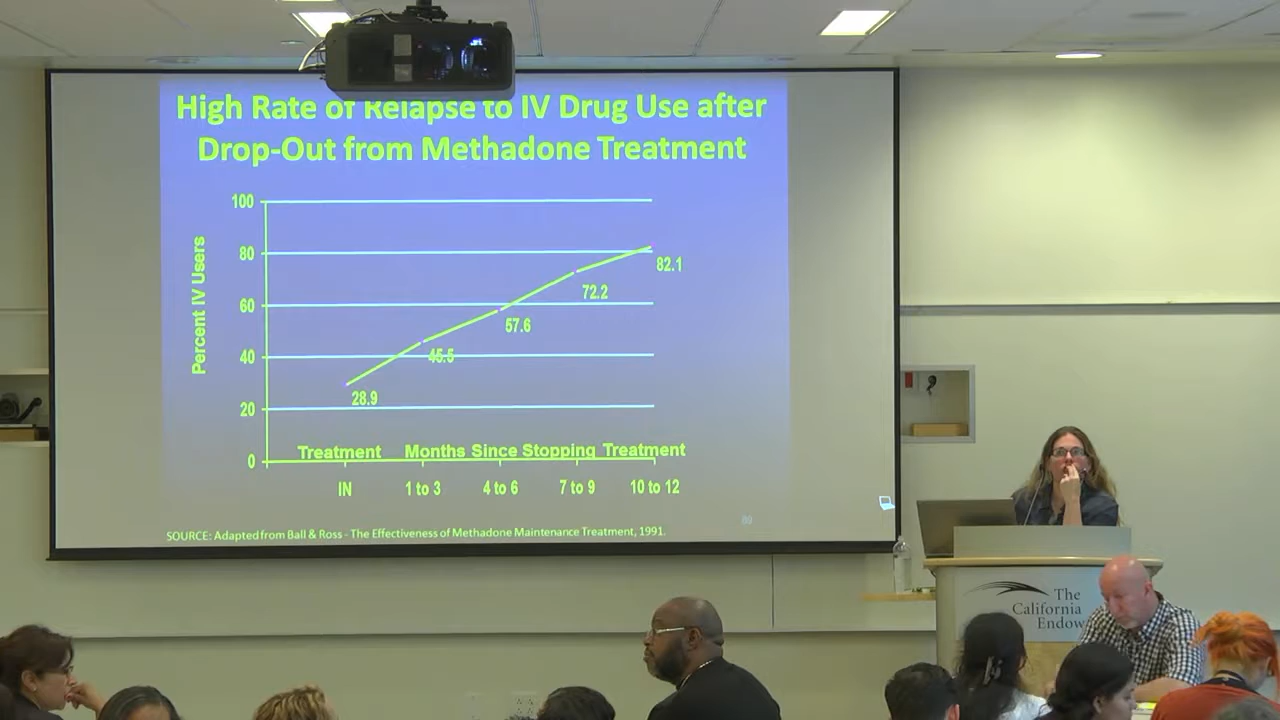 High Rate of Relapse to IV Drug Use after
Drop-Out from Methadone Treatment
Percent IV Users
100
80
60
40
20
0
28.9
45.5
57.6
72.2
82.1
Treatment Months Since Stopping Treatment
IN 1 to 3 4 to 6 7 to 9 10 to 12
SOURCE: Adapted from Ball & Ross - The Effectiveness of Methadone Maintenance Treatment, 1991.
The
California
Endow